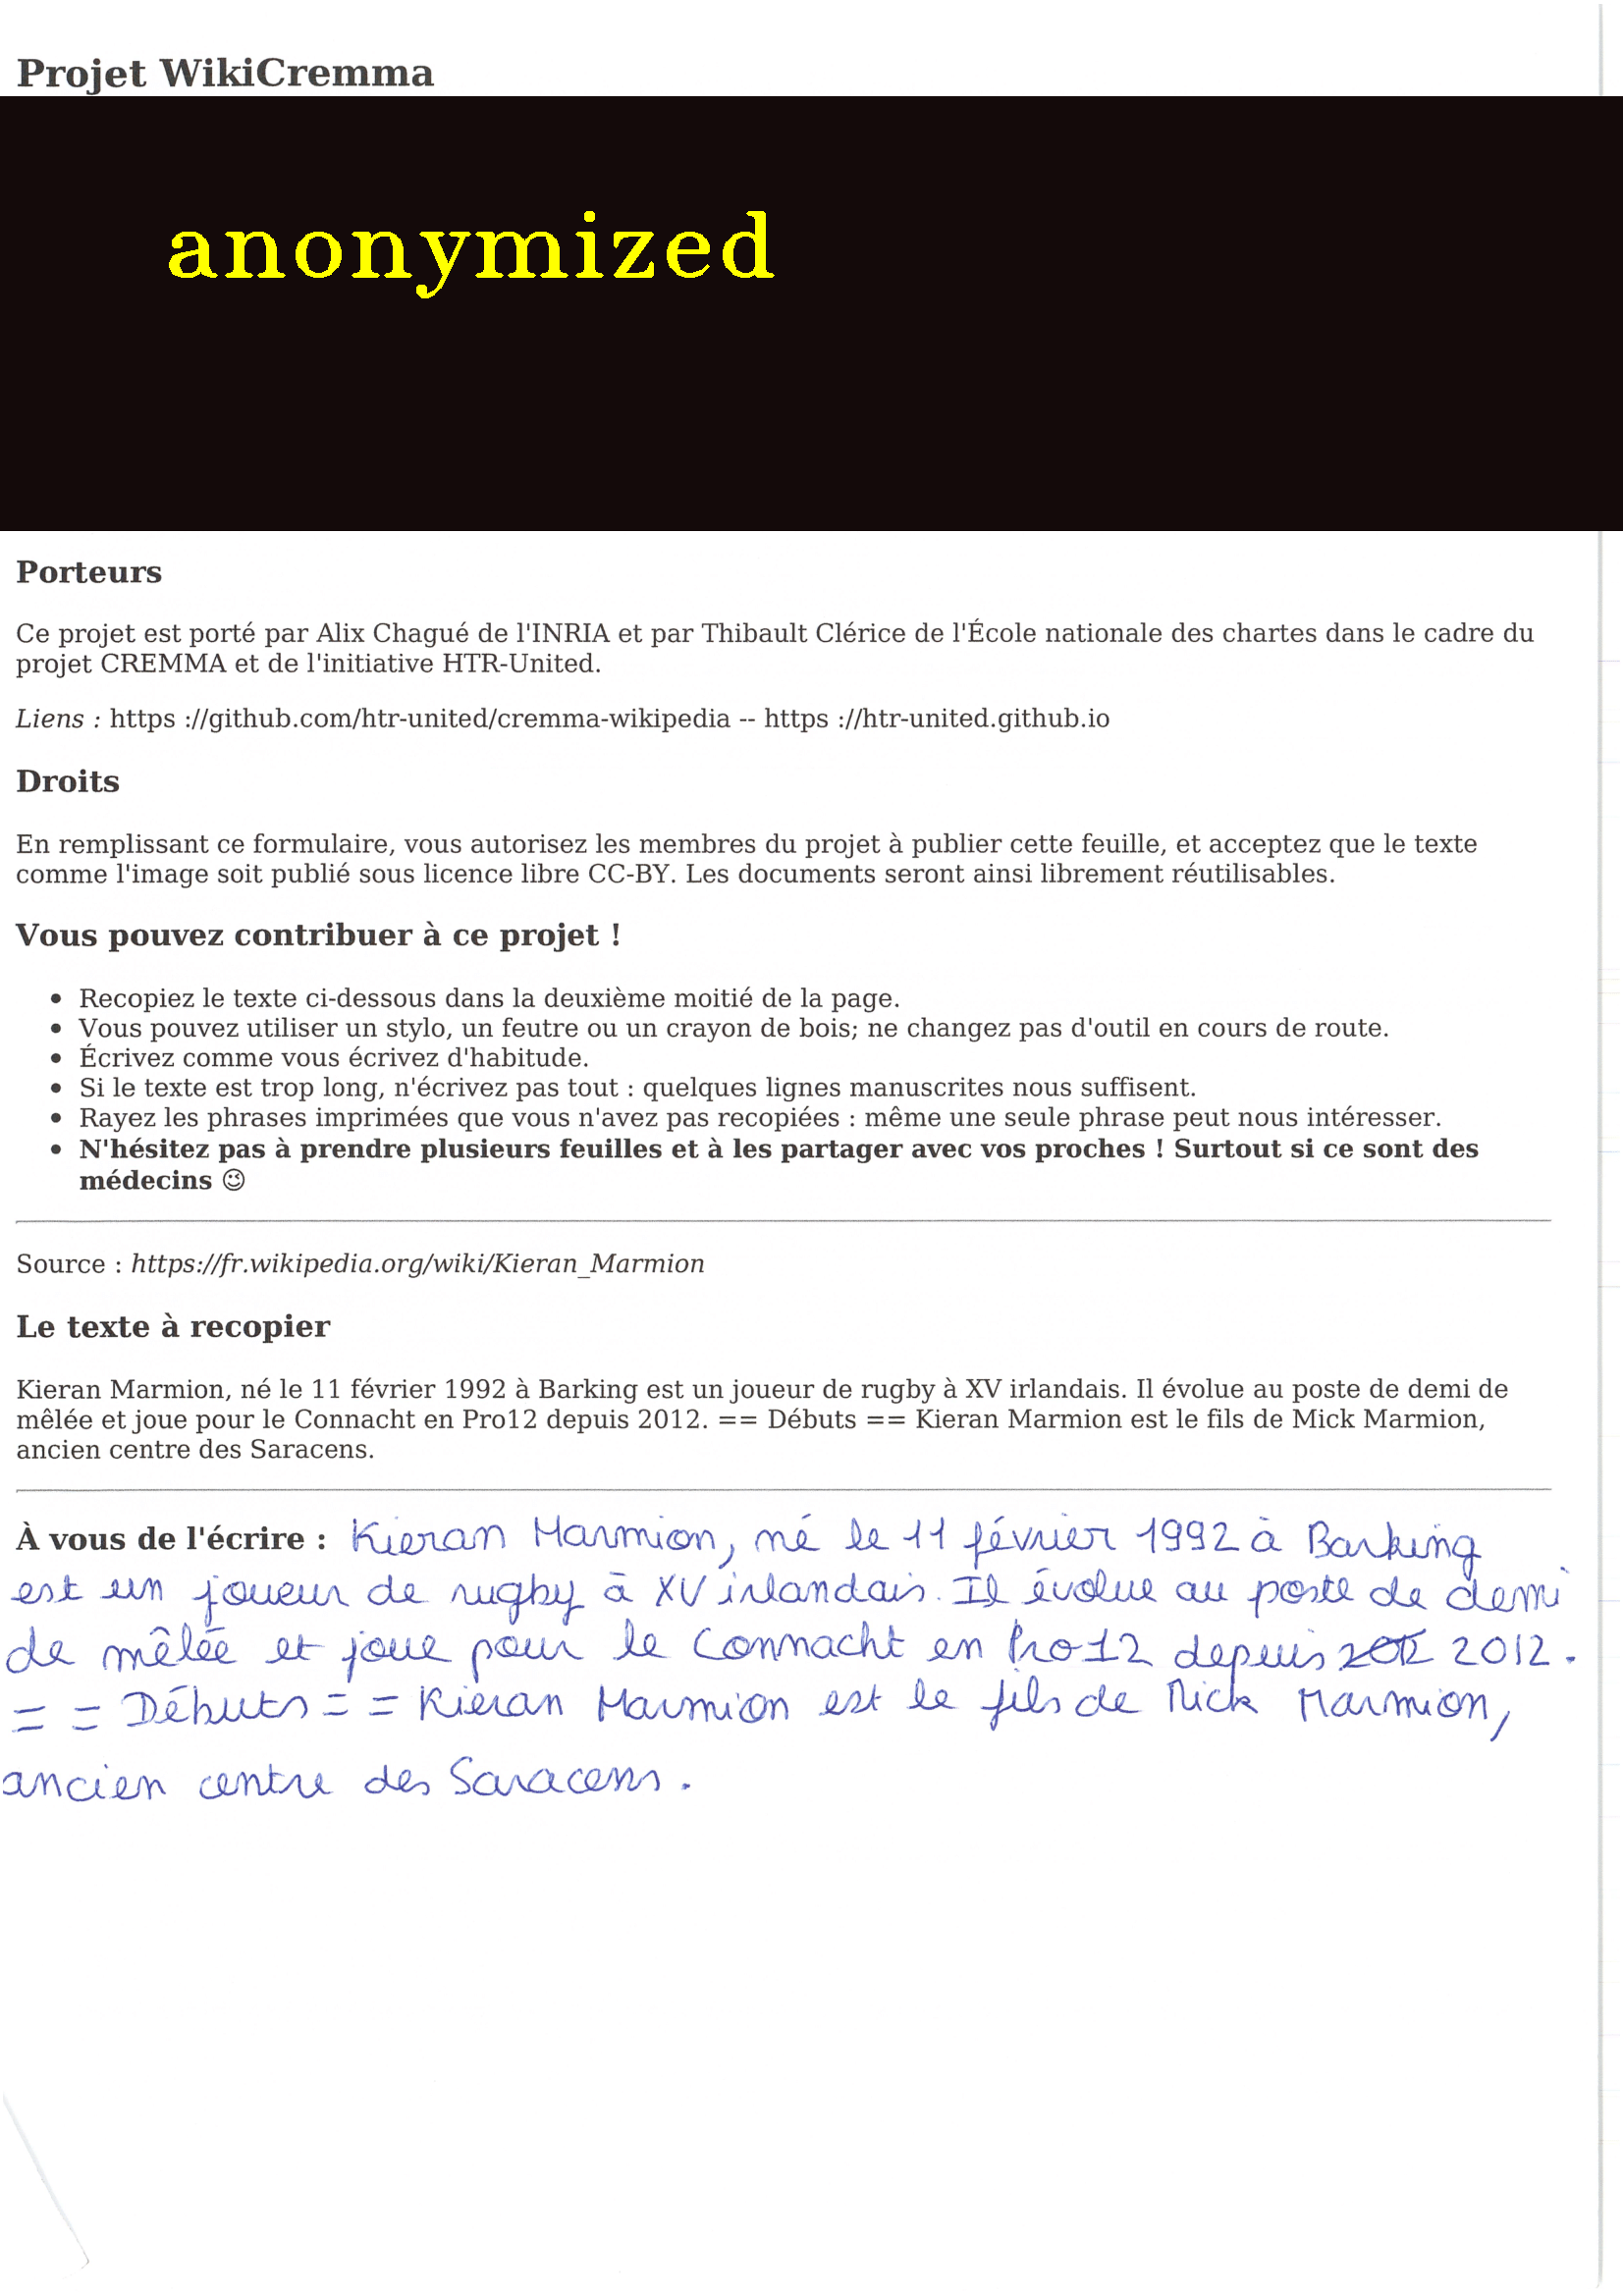 Projet WikiCremma
anonymized
Porteurs
Ce projet est porté par Alix Chagué de l'INRIA et par Thibault Clérice de l'École nationale des chartes dans le cadre du
projet CREMMA et de l'initiative HTR-United.
Liens : https ://github.com/htr-united/cremma-wikipedia -- https ://htr-united.github.io
Droits
En remplissant ce formulaire, vous autorisez les membres du projet à publier cette feuille, et acceptez que le texte
comme l'image soit publié sous licence libre CC-BY. Les documents seront ainsi librement réutilisables.
Vous pouvez contribuer à ce projet !
• Recopiez le texte ci-dessous dans la deuxième moitié de la page.
• Vous pouvez utiliser un stylo, un feutre ou un crayon de bois; ne changez pas d'outil en cours de route.
• Écrivez comme vous écrivez d'habitude.
• Si le texte est trop long, n'écrivez pas tout : quelques lignes manuscrites nous suffisent.
• Rayez les phrases imprimées que vous n'avez pas recopiées : même une seule phrase peut nous intéresser.
• N'hésitez pas à prendre plusieurs feuilles et à les partager avec vos proches ! Surtout si ce sont des
médecins 😉
Source : https://fr.wikipedia.org/wiki/Kieran_Marmion
Le texte à recopier
Kieran Marmion, né le 11 février 1992 à Barking est un joueur de rugby à XV irlandais. Il évolue au poste de demi de
mêlée et joue pour le Connacht en Pro12 depuis 2012. == Débuts == Kieran Marmion est le fils de Mick Marmion,
ancien centre des Saracens.
À vous de l'écrire : Kieran Marmion, né le 11 février 1992 à Barking
est un joueur de rugby à XV irlandais. Il évolue au poste de demi
de mêlée et joue pour le Connacht en Pro12 depuis 2012.
= = Débuts = = Kieran Marmion est le fils de Mick Marmion,
ancien centre des Saracens.